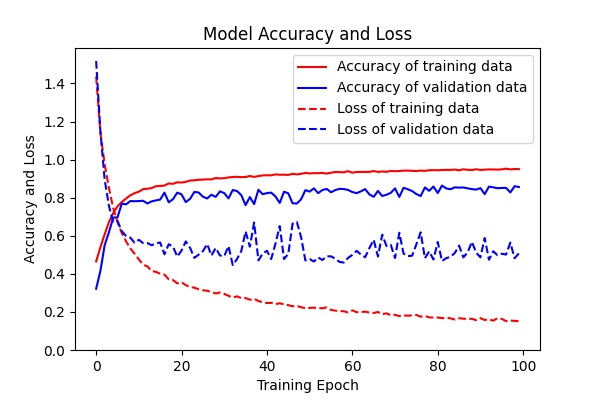 Model Accuracy and Loss
Accuracy of training data
Accuracy of validation data
Loss of training data
Loss of validation data
Accuracy and Loss
1.4
1.2
1.0
0.8
0.6
0.4
0.2
0.0
0 20 40 60 80 100
Training Epoch